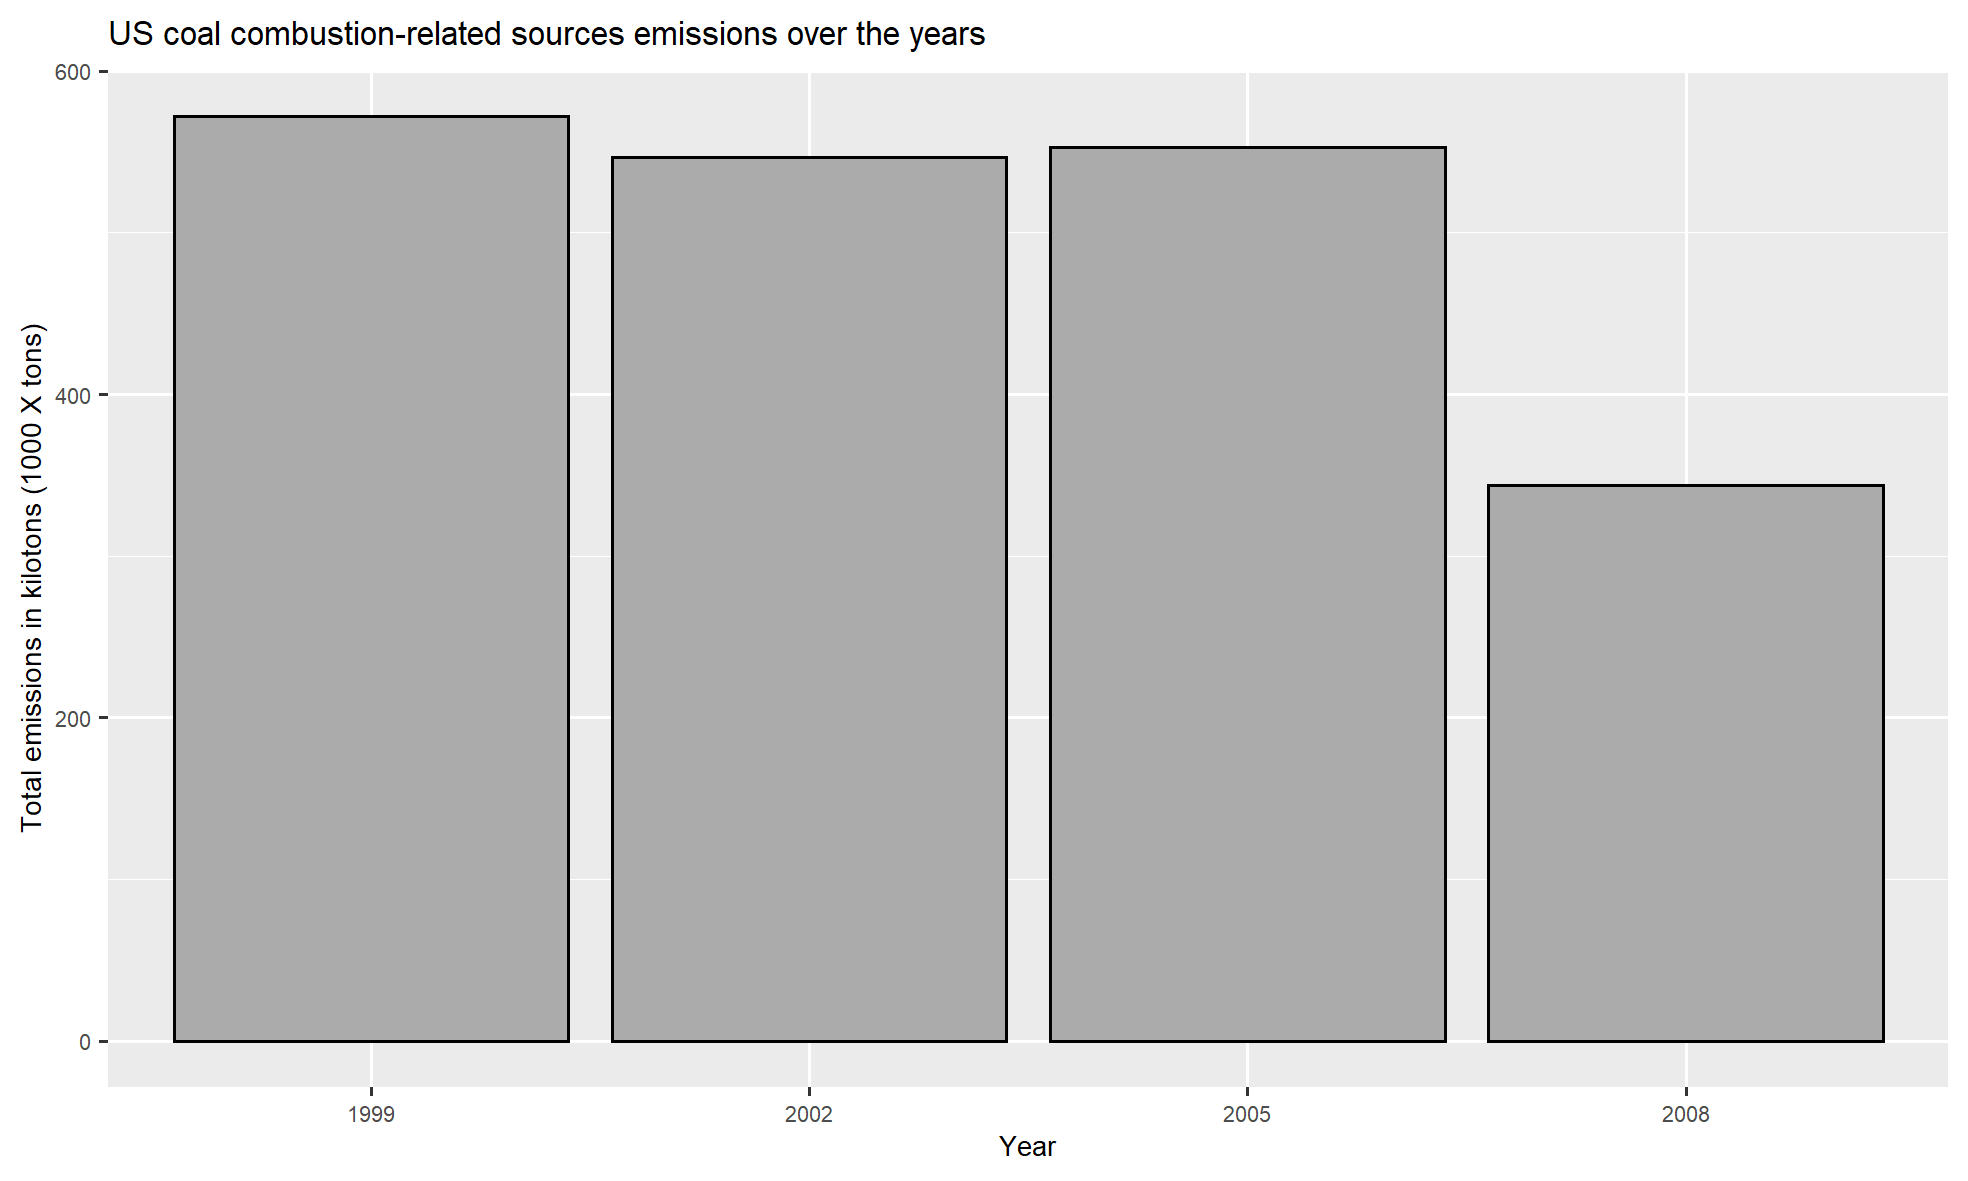 US coal combustion-related sources emissions over the years
Total emissions in kilotons (1000 X tons)
600
400
200
0
1999 2002 2005 2008
Year